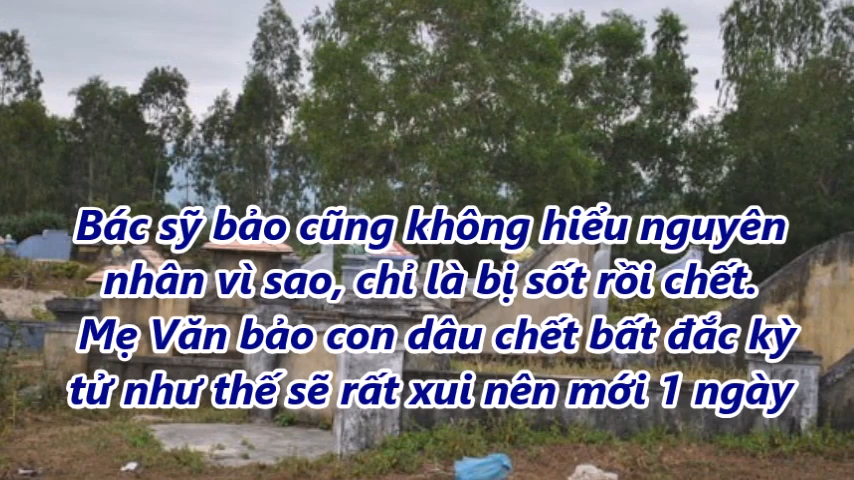 Bác sỹ bảo cũng không hiểu nguyên
nhân vì sao, chỉ là bị sốt rồi chết.
Mẹ Văn bảo con dâu chết bất đắc kỳ
tử như thế sẽ rất xui nên mới 1 ngày